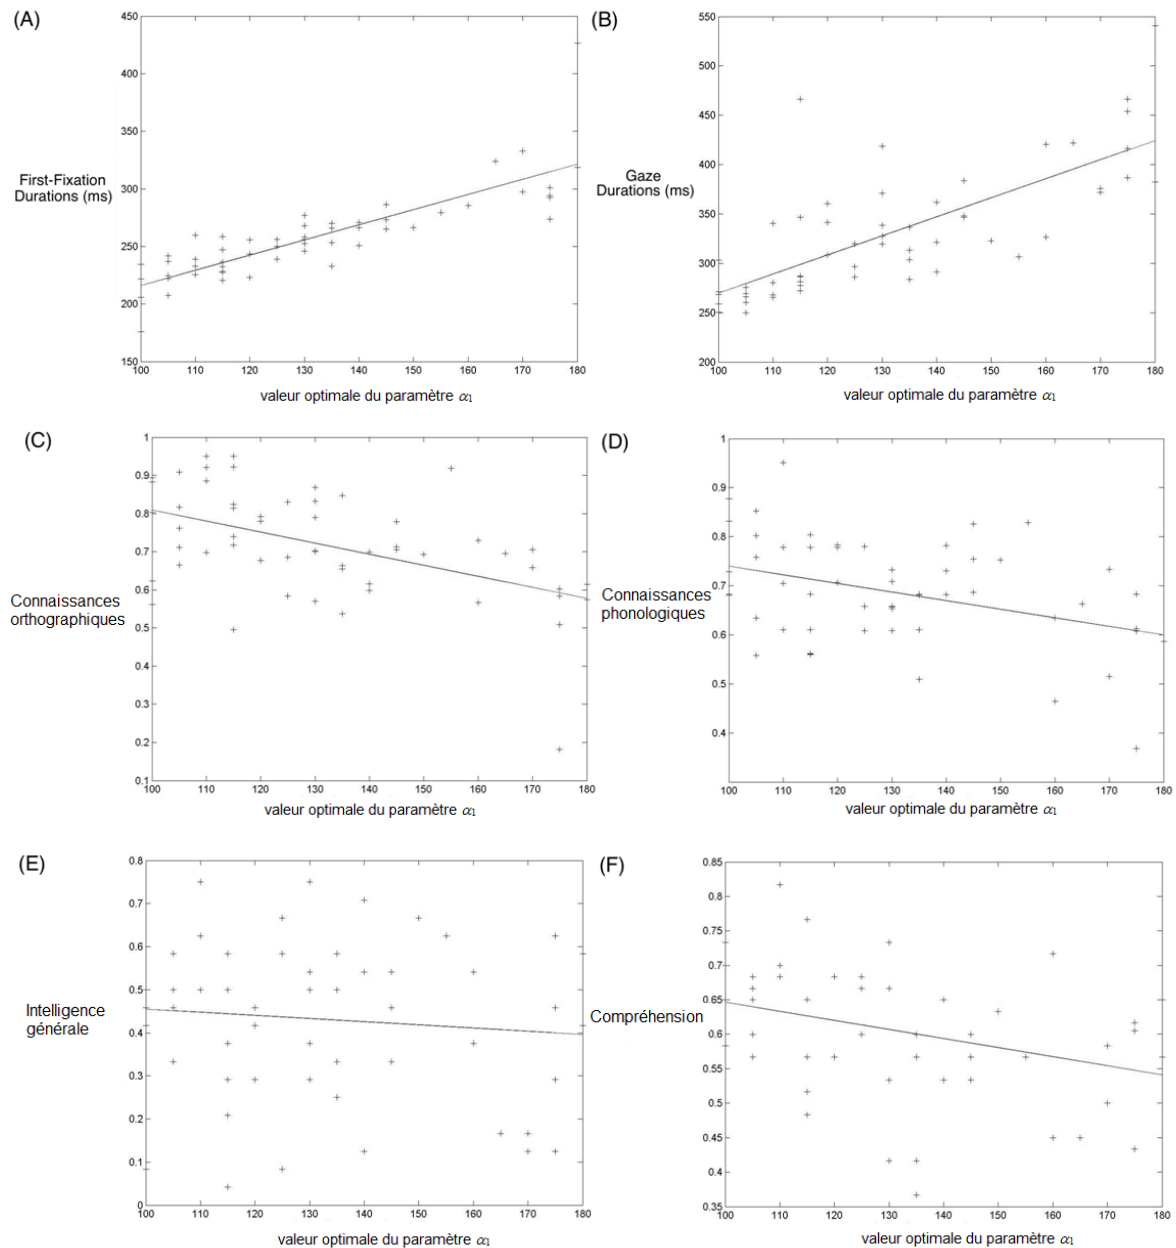 (A)
450
400
350
300
250
200
150
First-Fixation
Durations (ms)
100 110 120 130 140 150 160 170 180
valeur optimale du paramètre α1
(B)
550
500
450
400
350
300
250
200
Gaze
Durations (ms)
100 110 120 130 140 150 160 170 180
valeur optimale du paramètre α1
(C)
1
0.9
0.8
0.7
0.6
0.5
0.4
0.3
0.2
0.1
Connaissances
orthographiques
100 110 120 130 140 150 160 170 180
valeur optimale du paramètre α1
(D)
1
0.9
0.8
0.7
0.6
0.5
0.4
Connaissances
phonologiques
100 110 120 130 140 150 160 170 180
valeur optimale du paramètre α1
(E)
0.8
0.7
0.6
0.5
0.4
0.3
0.2
0.1
0
Intelligence
générale
100 110 120 130 140 150 160 170 180
valeur optimale du paramètre α1
(F)
0.85
0.8
0.75
0.7
0.65
0.6
0.55
0.5
0.45
0.4
0.35
Compréhension
100 110 120 130 140 150 160 170 180
valeur optimale du paramètre α1